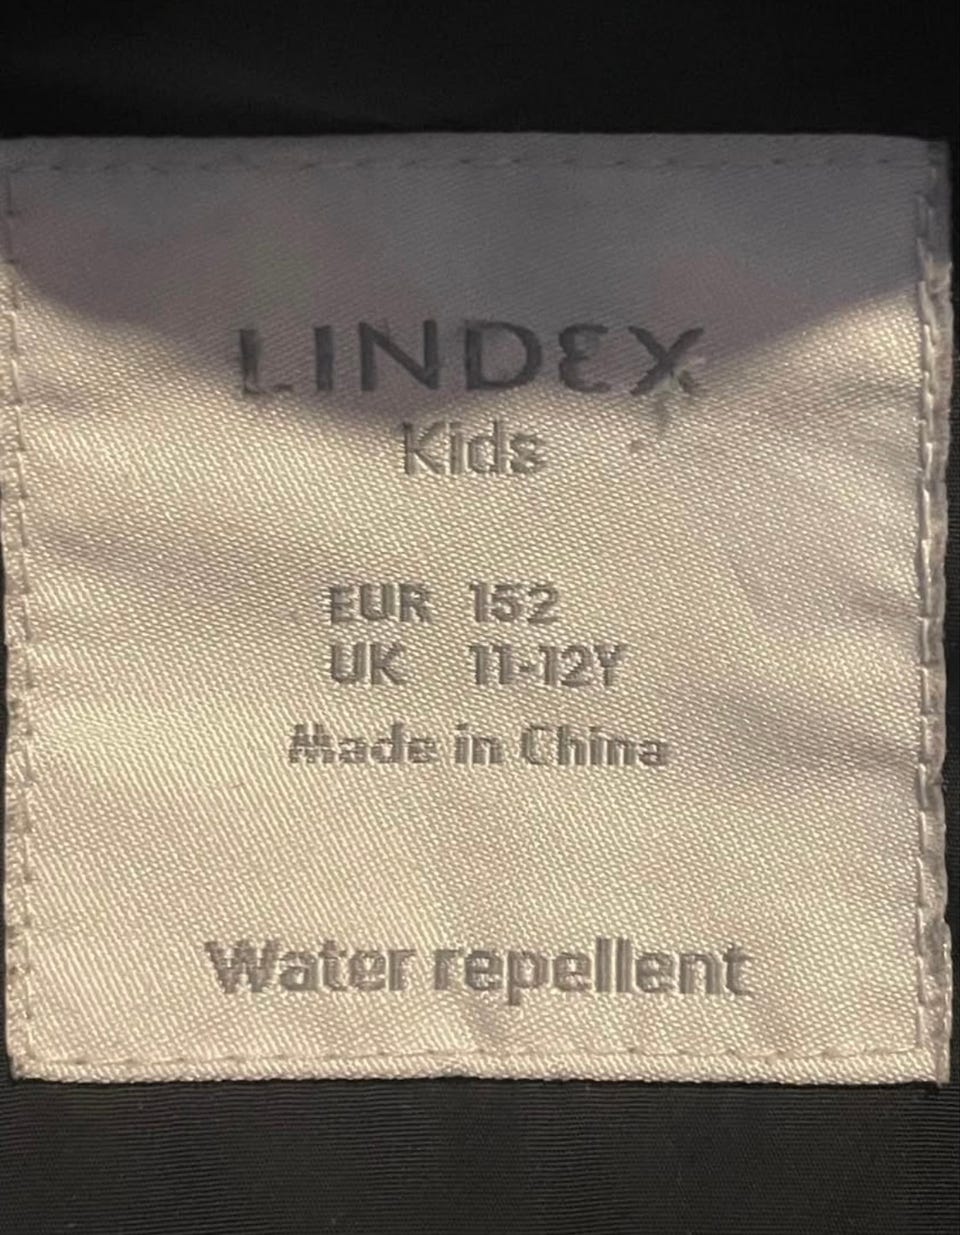 LINDEX
Kids
EUR 152
UK 11-12Y
Made in China
Water repellent